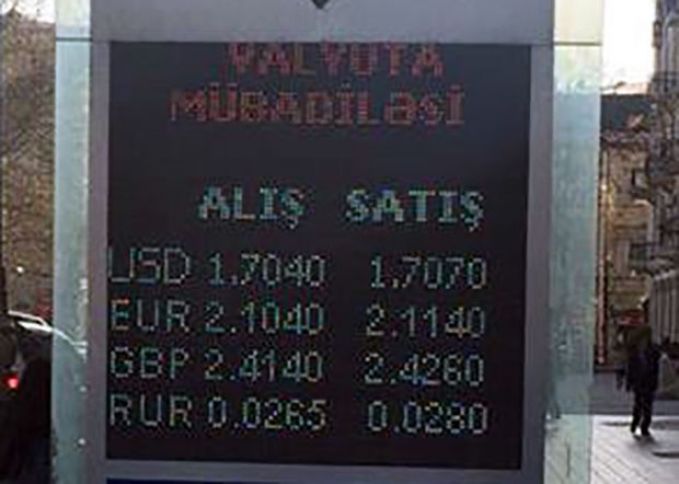 VALYUTA
MÜBADİLəSİ
ALIŞ SATIŞ
USD 1.7040 1.7070
EUR 2.1040 2.1140
GBP 2.4140 2.4260
RUR 0.0265 0.0280